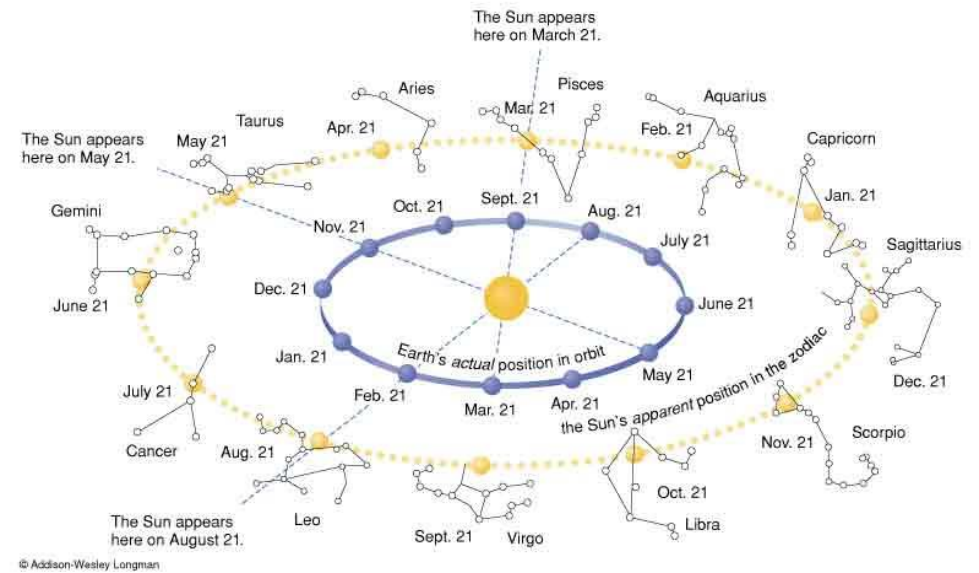 The Sun appears
here on March 21.
Aries
Pisces
Mar. 21
Aquarius
Taurus
Apr. 21
Feb. 21
The Sun appears
here on May 21.
May 21
Capricorn
Jan. 21
Gemini
Sept. 21
Oct. 21
Aug. 21
Nov. 21
July 21
Sagittarius
Dec. 21
June 21
June 21
Earth's actual position in orbit
Jan. 21
May 21
Feb. 21
Mar. 21
Apr. 21
the Sun's apparent position in the zodiac
Dec. 21
July 21
Cancer
Aug. 21
Nov. 21
Scorpio
Leo
Oct. 21
Libra
Sept. 21
Virgo
The Sun appears
here on August 21.
© Addison-Wesley Longman